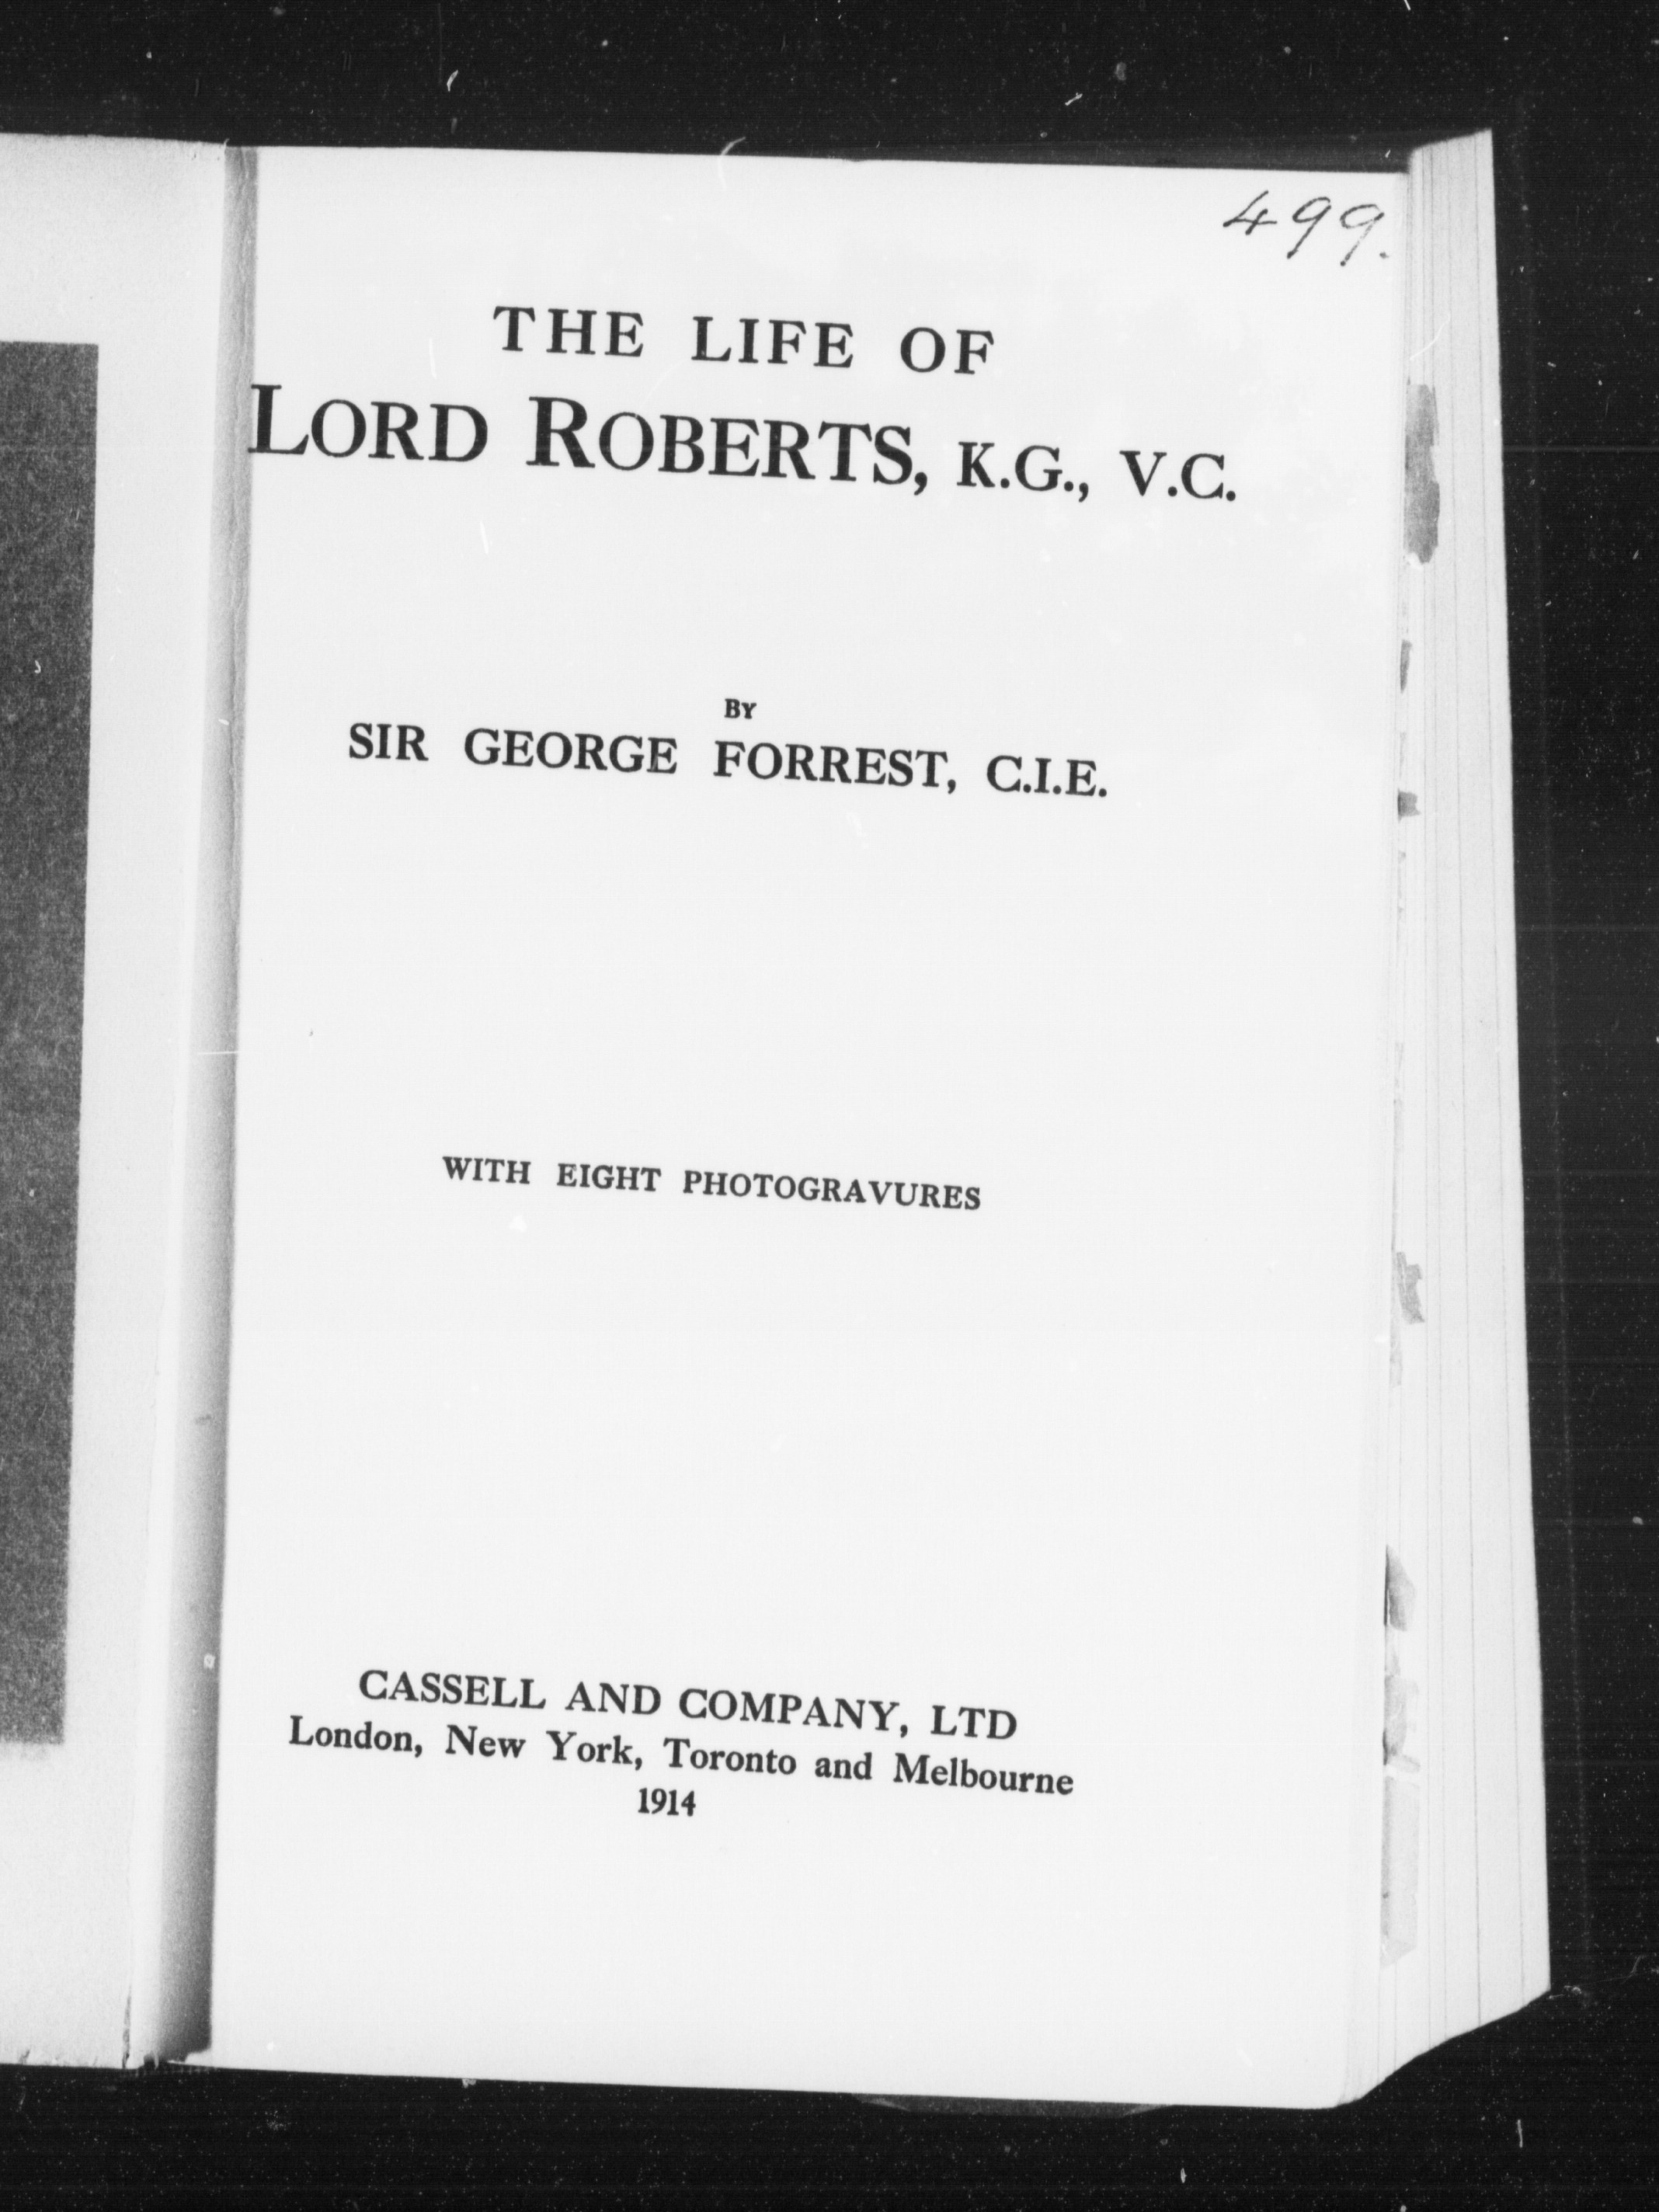 499.
THE LIFE OF
LORD ROBERTS, K.G., V.C.
BY
SIR GEORGE FORREST, C.I.E.
WITH EIGHT PHOTOGRAVURES
CASSELL AND COMPANY, LTD
London, New York, Toronto and Melbourne
1914